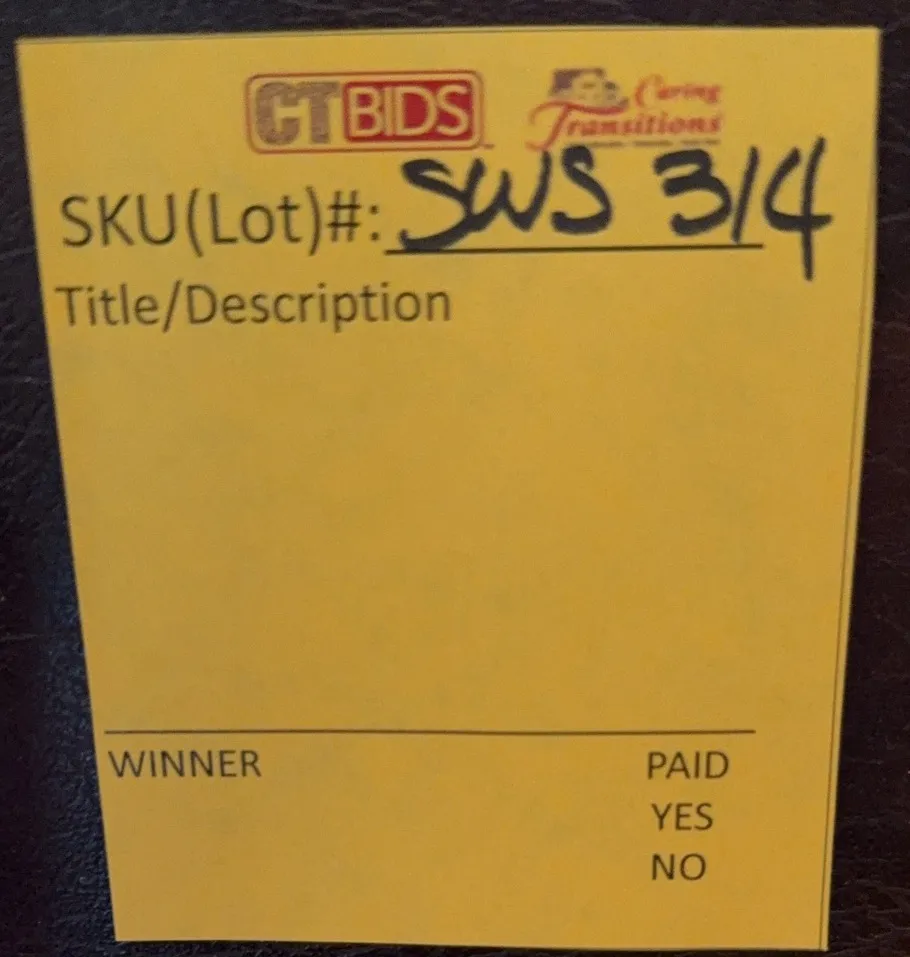 CTBIDS Caring Transitions
SKU(Lot)#: SWS 314
Title/Description
WINNER PAID
YES
NO